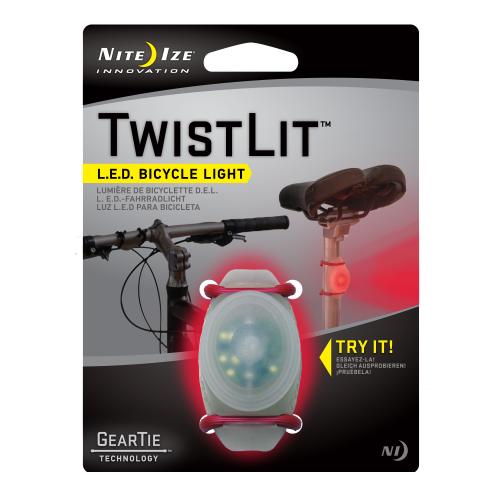 NITE IZE®
INNOVATION
TWISTLIT™
L.E.D. BICYCLE LIGHT
LUMIÈRE DE BICYCLETTE D.E.L.
L. E.D.-FAHRRADLICHT
LUZ L.E.D PARA BICICLETA
TRY IT!
ESSAYEZ-LA!
GLEICH AUSPROBIEREN!
¡PRUEBELA!
GEARTIE
TECHNOLOGY
NI